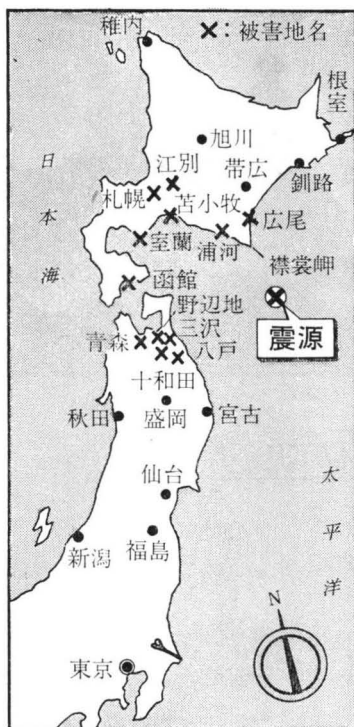 稚内
×:被害地名
根室
旭川
江別
帯広
釧路
札幌
苫小牧
広尾
室蘭
浦河
襟裳岬
日本海
函館
野辺地
震源
三沢
青森
八戸
十和田
秋田
盛岡
宮古
仙台
太平洋
新潟
福島
N
東京